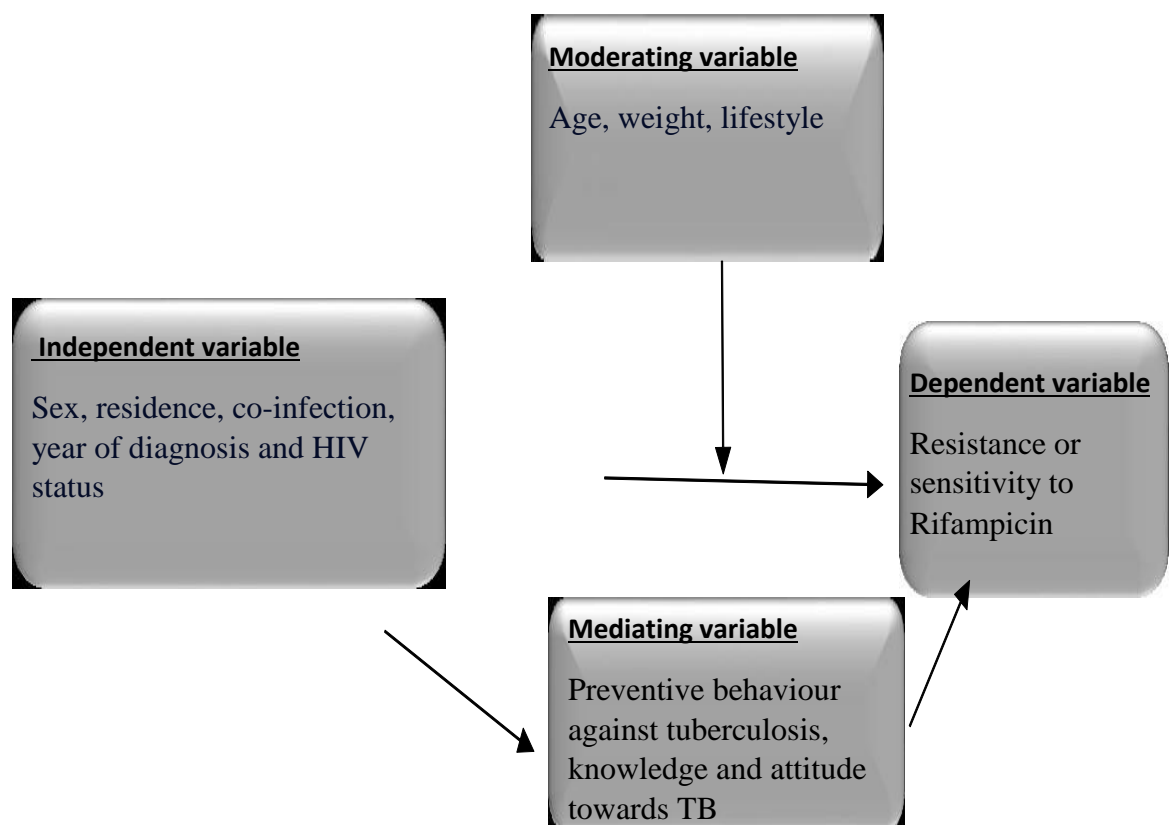 Moderating variable
Age, weight, lifestyle
Independent variable
Sex, residence, co-infection,
year of diagnosis and HIV
status
Dependent variable
Resistance or
sensitivity to
Rifampicin
Mediating variable
Preventive behaviour
against tuberculosis,
knowledge and attitude
towards TB